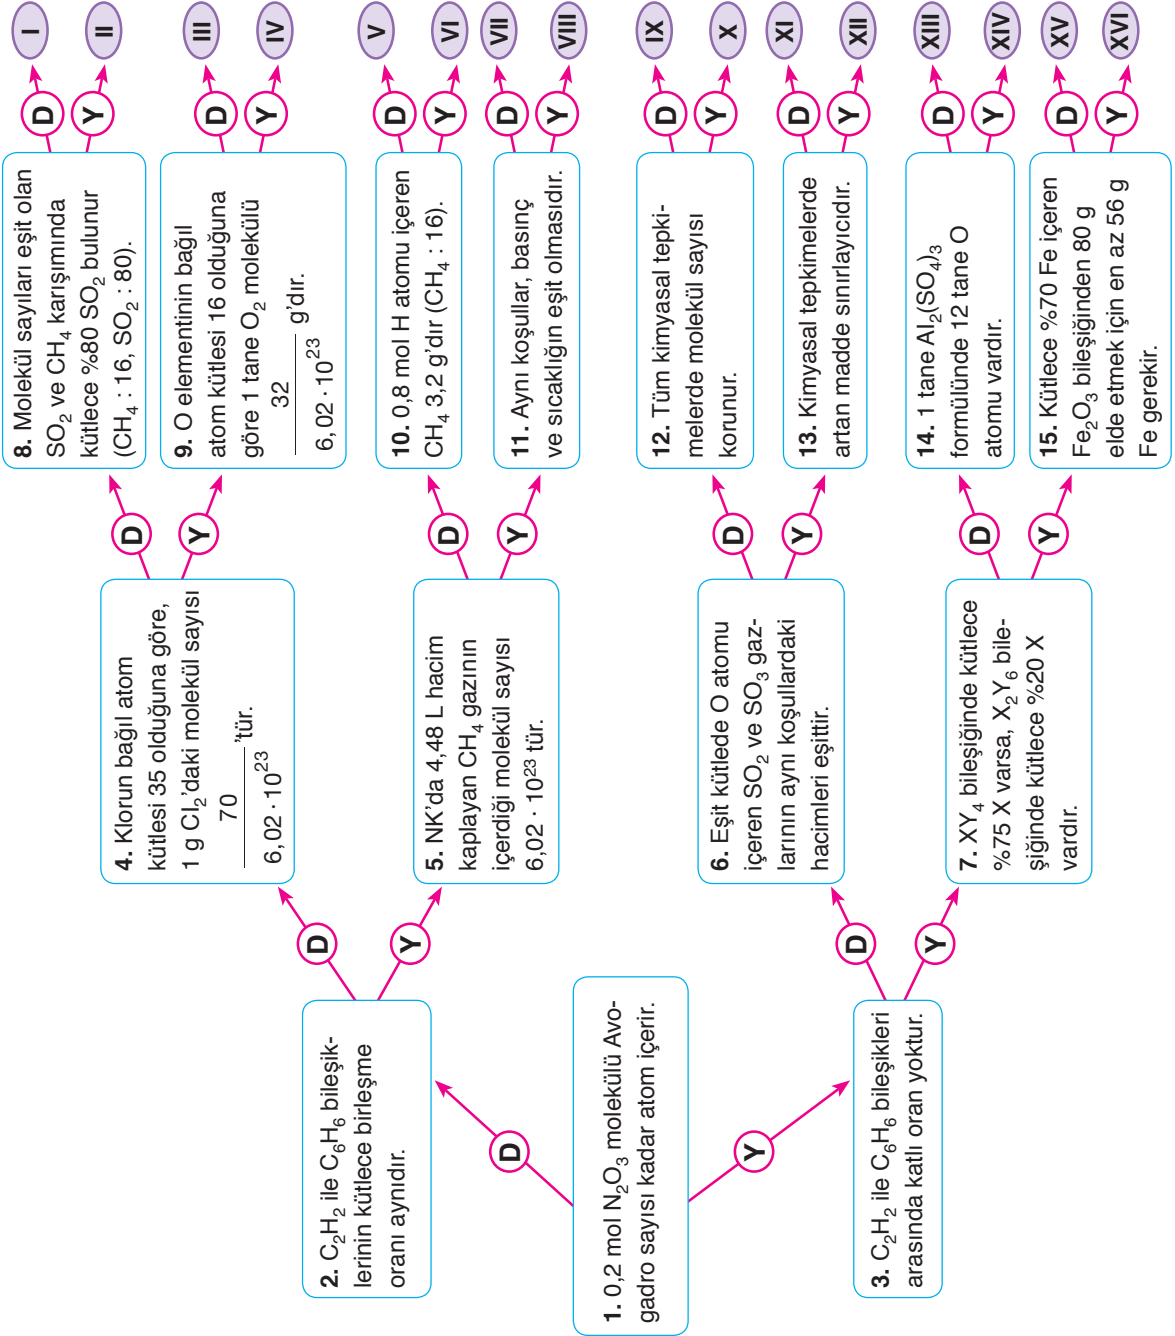 1. 0,2 mol N₂O₃ molekülü Avo-
gadro sayısı kadar atom içerir.
D
Y
2. C₂H₂ ile C₆H₆ bileşik-
lerinin kütlece birleşme
oranı aynıdır.
D
Y
3. C₂H₂ ile C₆H₆ bileşikleri
arasında katlı oran yoktur.
D
Y
4. Klorun bağıl atom
kütlesi 35 olduğuna göre,
1 g Cl₂'daki molekül sayısı
70 / 6,02 · 10²³ 'tür.
D
Y
5. NK'da 4,48 L hacim
kaplayan CH₄ gazının
içerdiği molekül sayısı
6,02 · 10²³ tür.
D
Y
6. Eşit kütlede O atomu
içeren SO₂ ve SO₃ gaz-
larının aynı koşullardaki
hacimleri eşittir.
D
Y
7. XY₄ bileşiğinde kütlece
%75 X varsa, X₂Y₆ bile-
şiğinde kütlece %20 X
vardır.
D
Y
8. Molekül sayıları eşit olan
SO₂ ve CH₄ karışımında
kütlece %80 SO₂ bulunur
(CH₄ : 16, SO₂ : 80).
D
Y
9. O elementinin bağıl
atom kütlesi 16 olduğuna
göre 1 tane O₂ molekülü
32 / 6,02 · 10²³ g'dır.
D
Y
10. 0,8 mol H atomu içeren
CH₄ 3,2 g'dır (CH₄ : 16).
D
Y
11. Aynı koşullar, basınç
ve sıcaklığın eşit olmasıdır.
D
Y
12. Tüm kimyasal tepki-
melerde molekül sayısı
korunur.
D
Y
13. Kimyasal tepkimelerde
artan madde sınırlayıcıdır.
D
Y
14. 1 tane Al₂(SO₄)₃
formülünde 12 tane O
atomu vardır.
D
Y
15. Kütlece %70 Fe içeren
Fe₂O₃ bileşiğinden 80 g
elde etmek için en az 56 g
Fe gerekir.
D
Y
I
II
III
IV
V
VI
VII
VIII
IX
X
XI
XII
XIII
XIV
XV
XVI